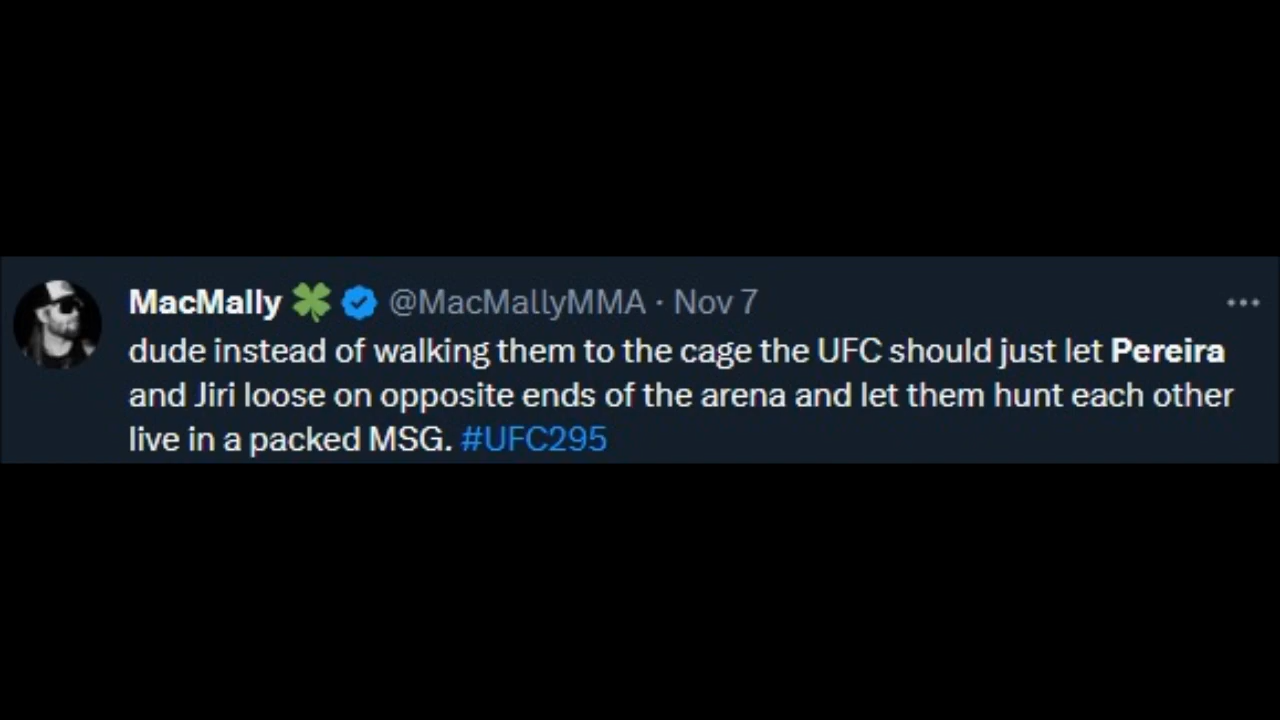 MacMally 🍀 @MacMallyMMA · Nov 7
dude instead of walking them to the cage the UFC should just let Pereira
and Jiri loose on opposite ends of the arena and let them hunt each other
live in a packed MSG. #UFC295